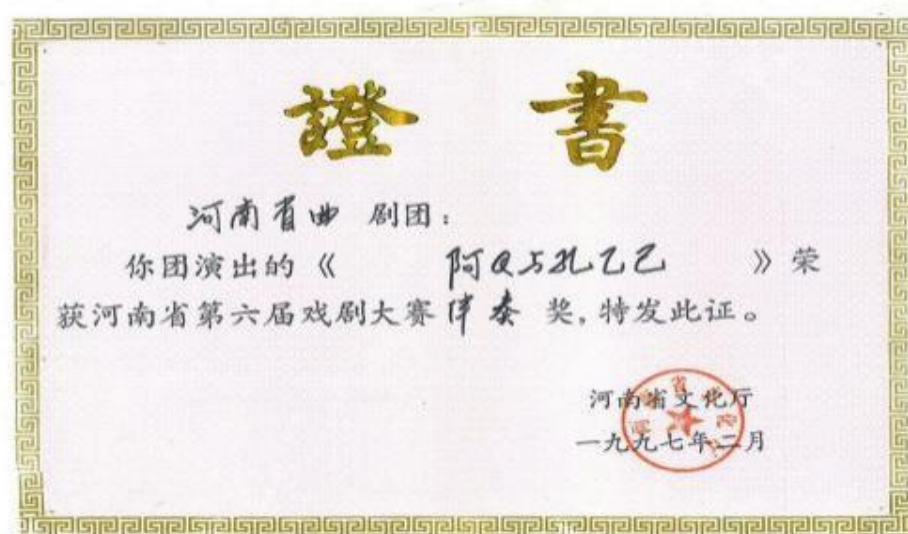 證書
河南省曲 剧团：
你团演出的《 阿Q与孔乙己 》荣
获河南省第六届戏剧大赛伴奏 奖，特发此证。
河南省文化厅
一九九七年二月